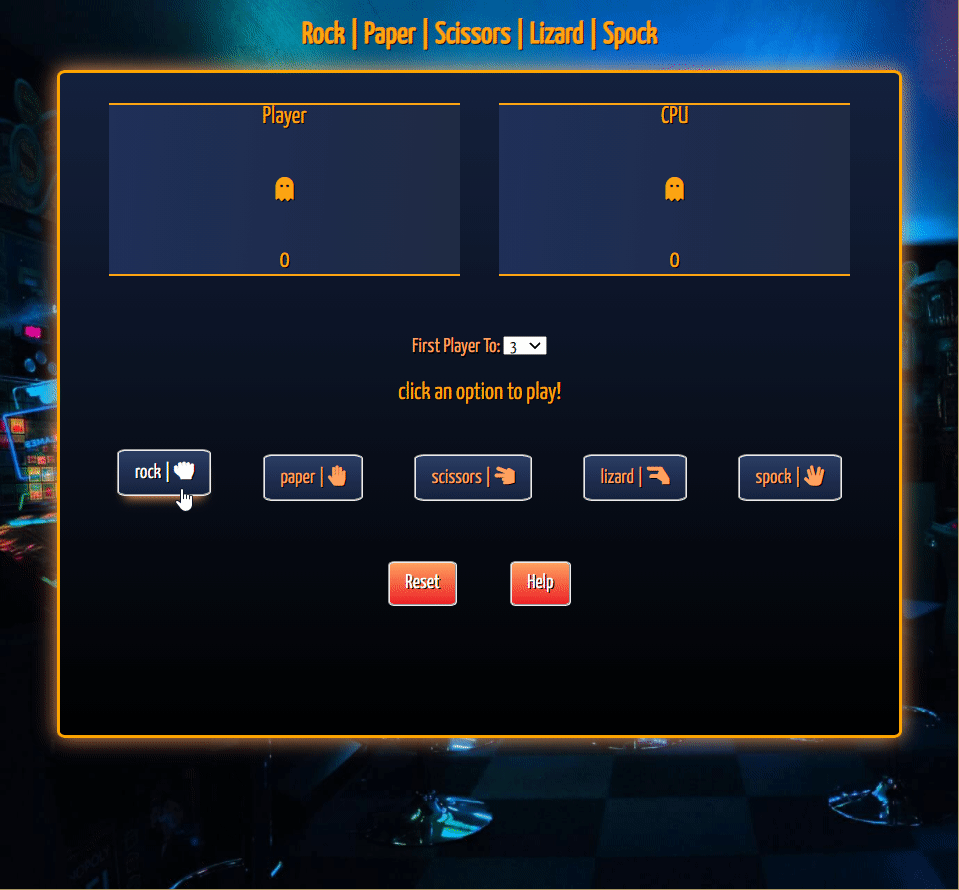 Rock | Paper | Scissors | Lizard | Spock
Player
CPU
0
0
First Player To: 3
click an option to play!
rock |
paper |
scissors |
lizard |
spock |
Reset
Help